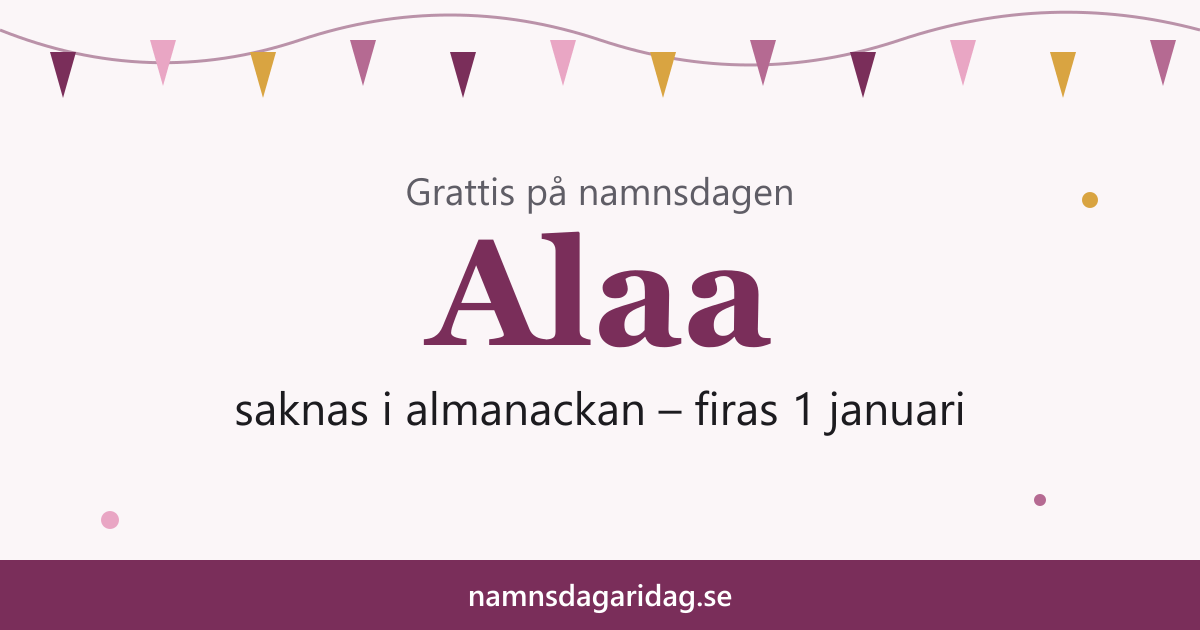 Grattis på namnsdagen
Alaa
saknas i almanackan – firas 1 januari
namnsdagaridag.se